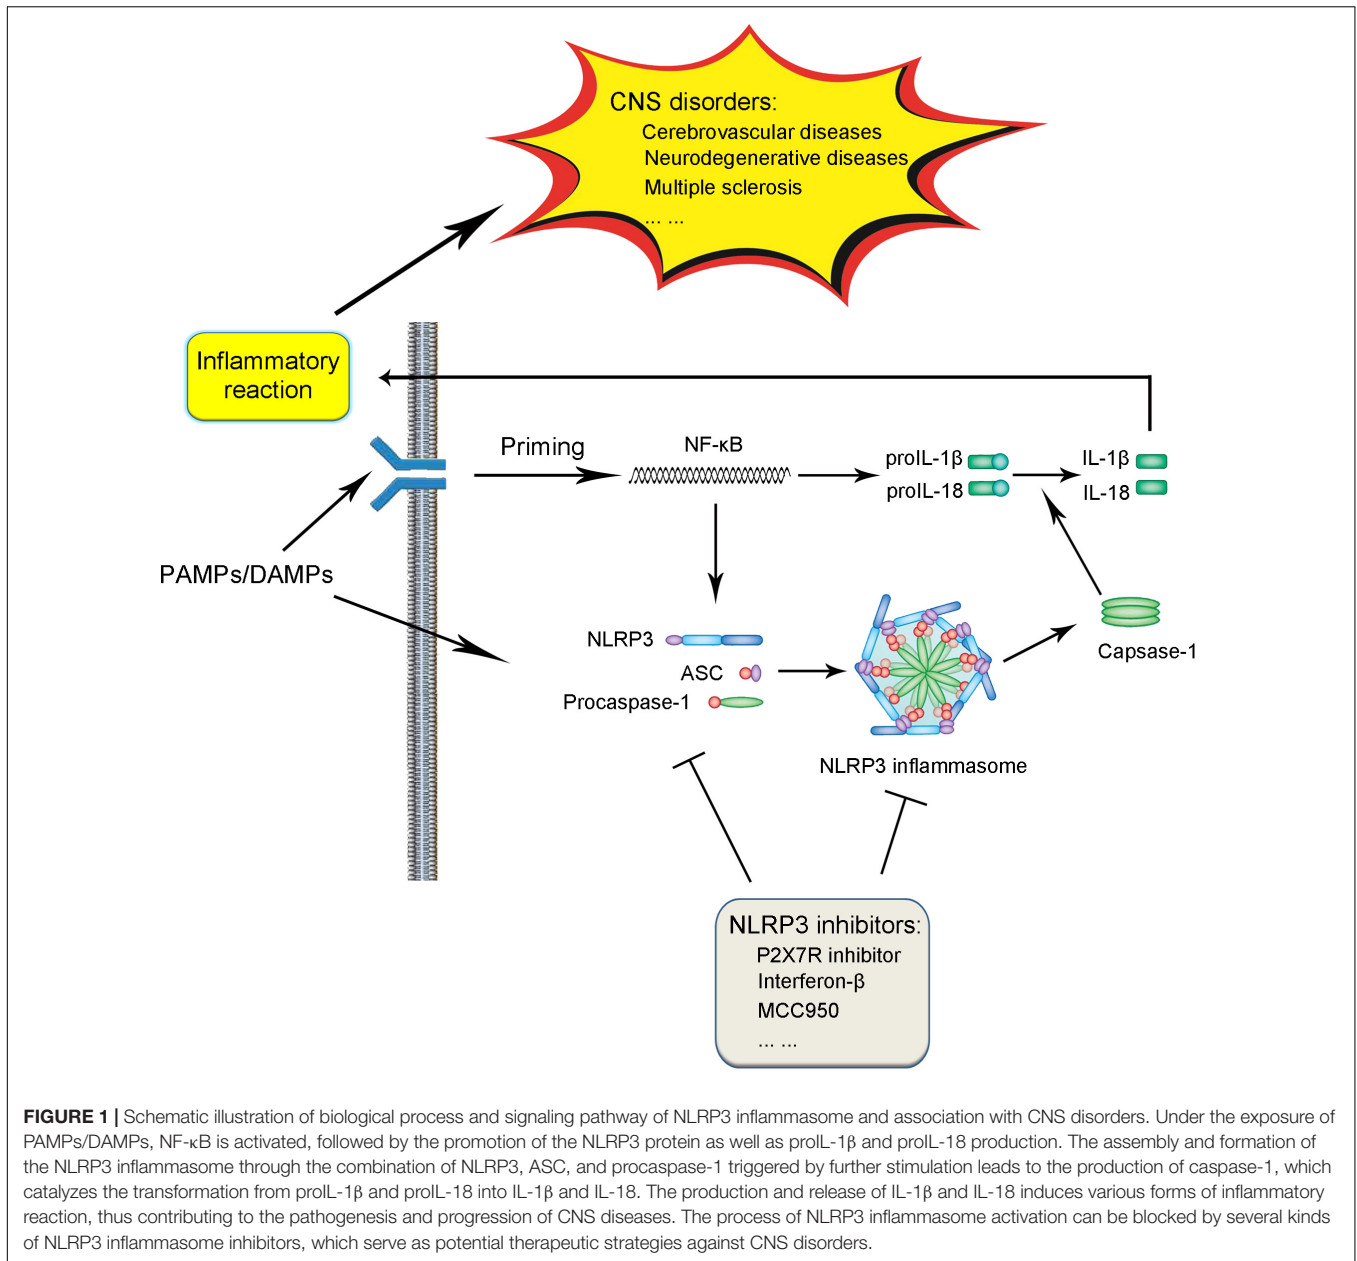 CNS disorders:
Cerebrovascular diseases
Neurodegenerative diseases
Multiple sclerosis
... ...
Inflammatory
reaction
Priming
NF-κB
proIL-1β
proIL-18
IL-1β
IL-18
PAMPs/DAMPs
NLRP3
ASC
Procaspase-1
NLRP3 inflammasome
Capsase-1
NLRP3 inhibitors:
P2X7R inhibitor
Interferon-β
MCC950
... ...
FIGURE 1 | Schematic illustration of biological process and signaling pathway of NLRP3 inflammasome and association with CNS disorders. Under the exposure of
PAMPs/DAMPs, NF-κB is activated, followed by the promotion of the NLRP3 protein as well as proIL-1β and proIL-18 production. The assembly and formation of
the NLRP3 inflammasome through the combination of NLRP3, ASC, and procaspase-1 triggered by further stimulation leads to the production of caspase-1, which
catalyzes the transformation from proIL-1β and proIL-18 into IL-1β and IL-18. The production and release of IL-1β and IL-18 induces various forms of inflammatory
reaction, thus contributing to the pathogenesis and progression of CNS diseases. The process of NLRP3 inflammasome activation can be blocked by several kinds
of NLRP3 inflammasome inhibitors, which serve as potential therapeutic strategies against CNS disorders.